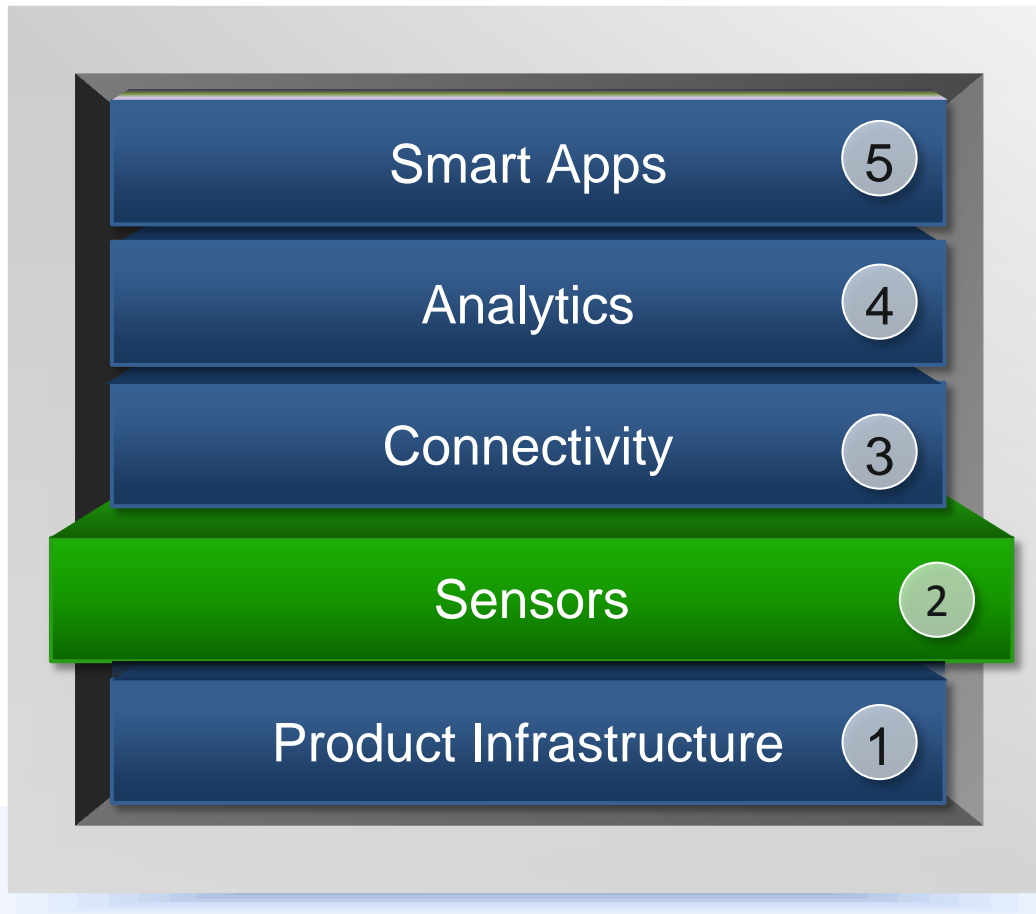 Smart Apps 5
Analytics 4
Connectivity 3
Sensors 2
Product Infrastructure 1